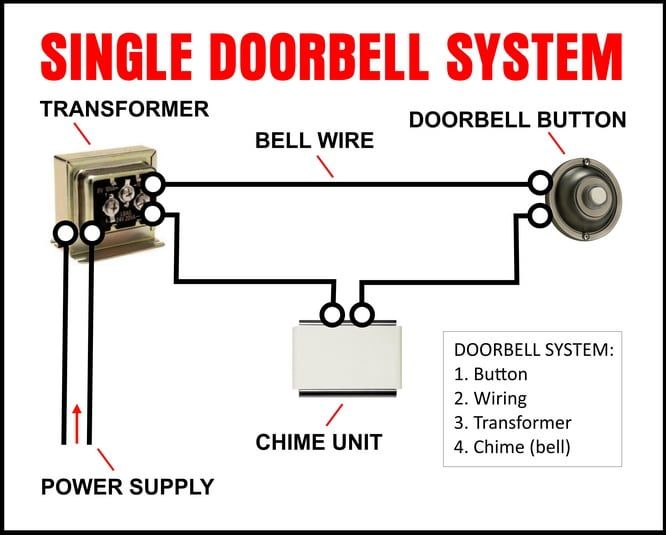 SINGLE DOORBELL SYSTEM
TRANSFORMER
BELL WIRE
DOORBELL BUTTON
DOORBELL SYSTEM:
1. Button
2. Wiring
3. Transformer
4. Chime (bell)
CHIME UNIT
POWER SUPPLY